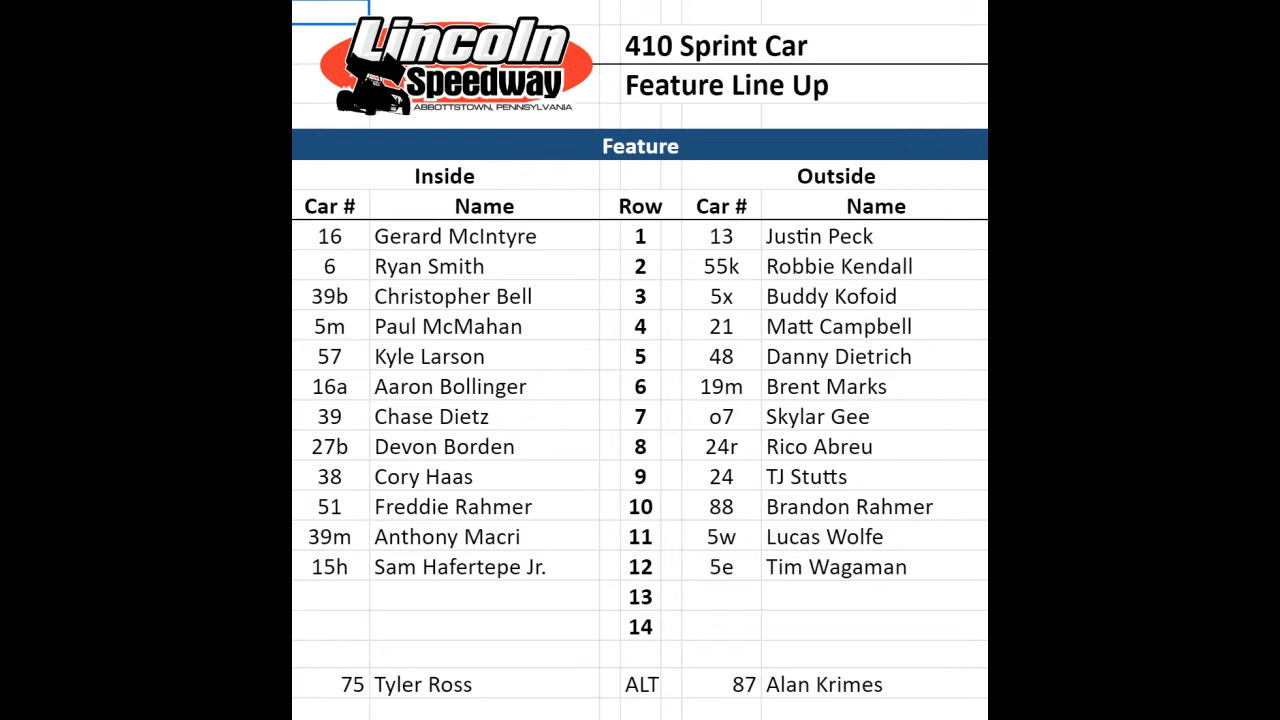 Lincoln
Speedway
ABBOTTSTOWN, PENNSYLVANIA
410 Sprint Car
Feature Line Up
Feature
Inside Outside
Car # Name Row Car # Name
16 Gerard McIntyre 1 13 Justin Peck
6 Ryan Smith 2 55k Robbie Kendall
39b Christopher Bell 3 5x Buddy Kofoid
5m Paul McMahan 4 21 Matt Campbell
57 Kyle Larson 5 48 Danny Dietrich
16a Aaron Bollinger 6 19m Brent Marks
39 Chase Dietz 7 o7 Skylar Gee
27b Devon Borden 8 24r Rico Abreu
38 Cory Haas 9 24 TJ Stutts
51 Freddie Rahmer 10 88 Brandon Rahmer
39m Anthony Macri 11 5w Lucas Wolfe
15h Sam Hafertepe Jr. 12 5e Tim Wagaman
13
14
75 Tyler Ross ALT 87 Alan Krimes